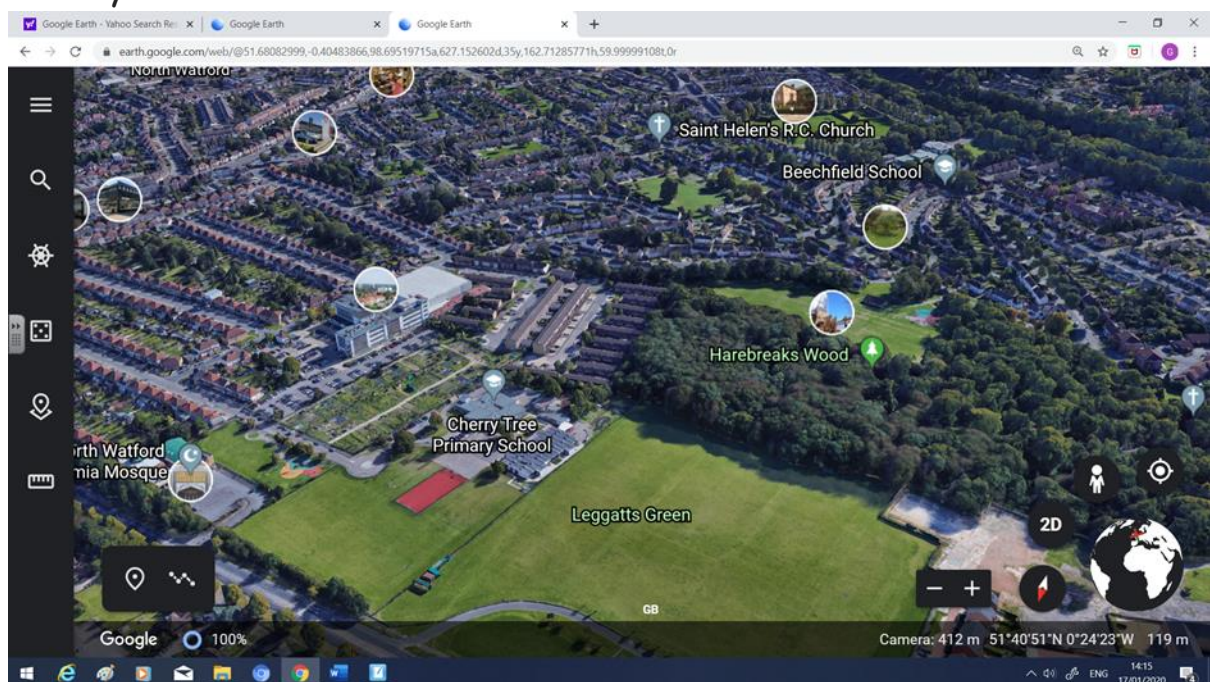 Google Earth - Yahoo Search Res
Google Earth
Google Earth
earth.google.com/web/@51.68082999,-0.40483866,98.69519715a,627.152602d,35y,162.71285771h,59.99999108t,0r
North Watford
Saint Helen's R.C. Church
Beechfield School
Harebreaks Wood
Cherry Tree
Primary School
rth Watford
mia Mosque
Leggatts Green
2D
GB
Google
100%
Camera: 412 m 51°40'51"N 0°24'23"W 119 m
ENG
14:15
17/01/2020